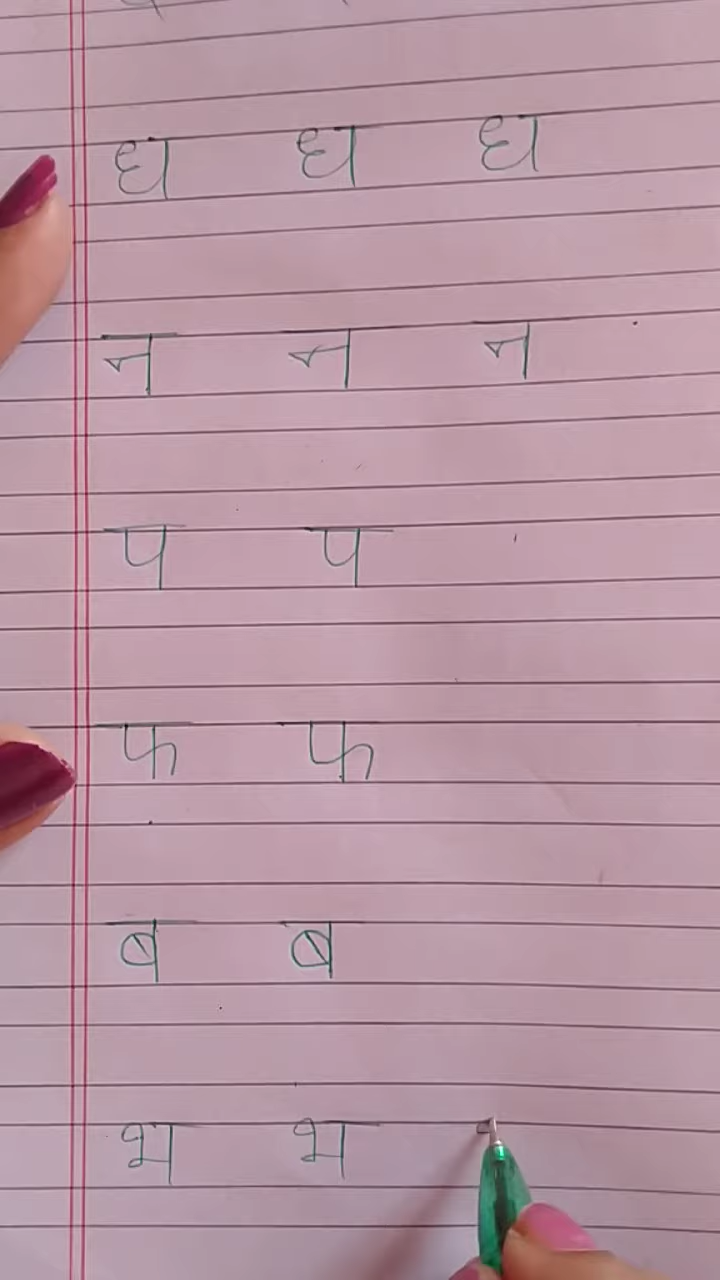 ध ध ध
न न न
प प
फ फ
ब ब
भ भ